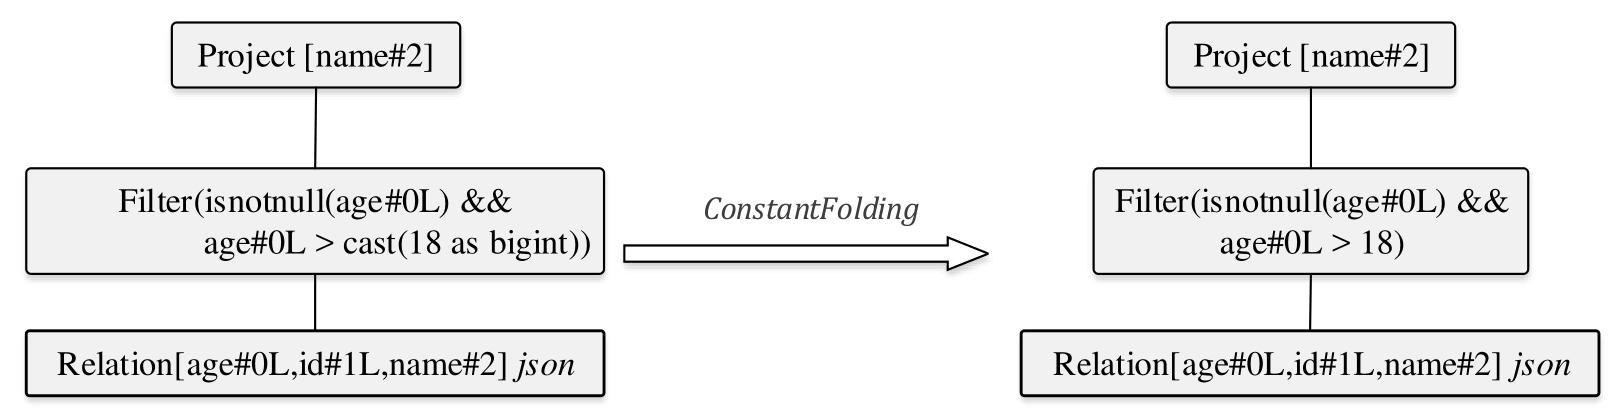 Project [name#2]
Filter(isnotnull(age#0L) &&
age#0L > cast(18 as bigint))
Relation[age#0L,id#1L,name#2] json
ConstantFolding
Project [name#2]
Filter(isnotnull(age#0L) &&
age#0L > 18)
Relation[age#0L,id#1L,name#2] json